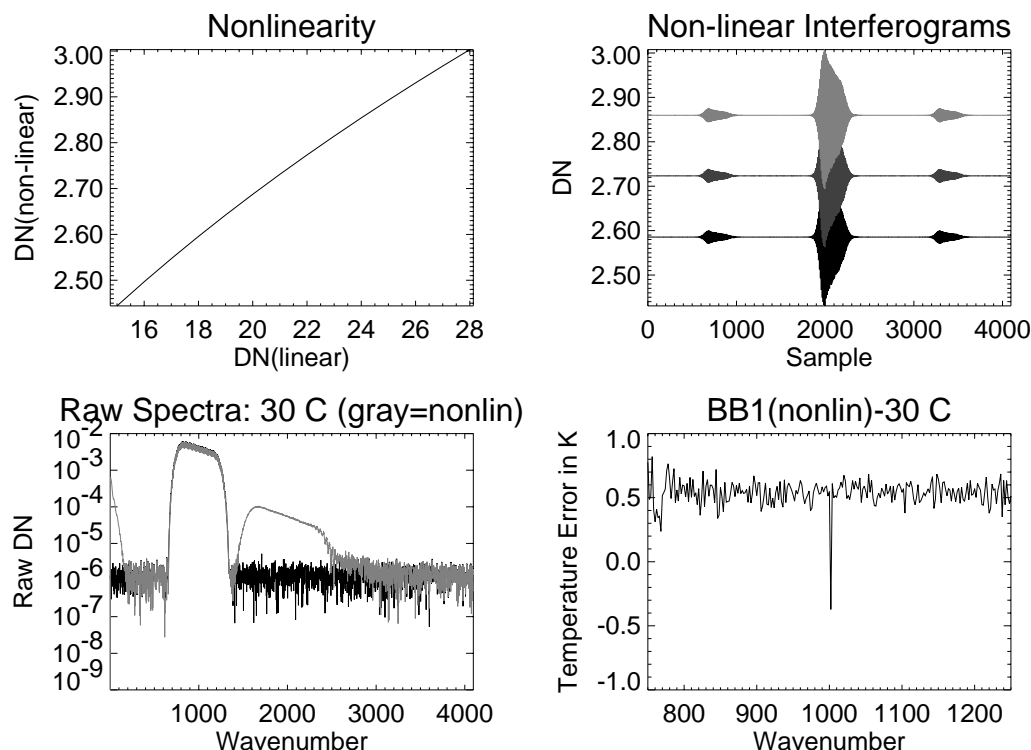 Nonlinearity
DN(non-linear)
3.00
2.90
2.80
2.70
2.60
2.50
16 18 20 22 24 26 28
DN(linear)
Non-linear Interferograms
DN
3.00
2.90
2.80
2.70
2.60
2.50
0 1000 2000 3000 4000
Sample
Raw Spectra: 30 C (gray=nonlin)
Raw DN
10-2
10-3
10-4
10-5
10-6
10-7
10-8
10-9
1000 2000 3000 4000
Wavenumber
BB1(nonlin)-30 C
Temperature Error in K
1.0
0.5
0.0
-0.5
-1.0
800 900 1000 1100 1200
Wavenumber